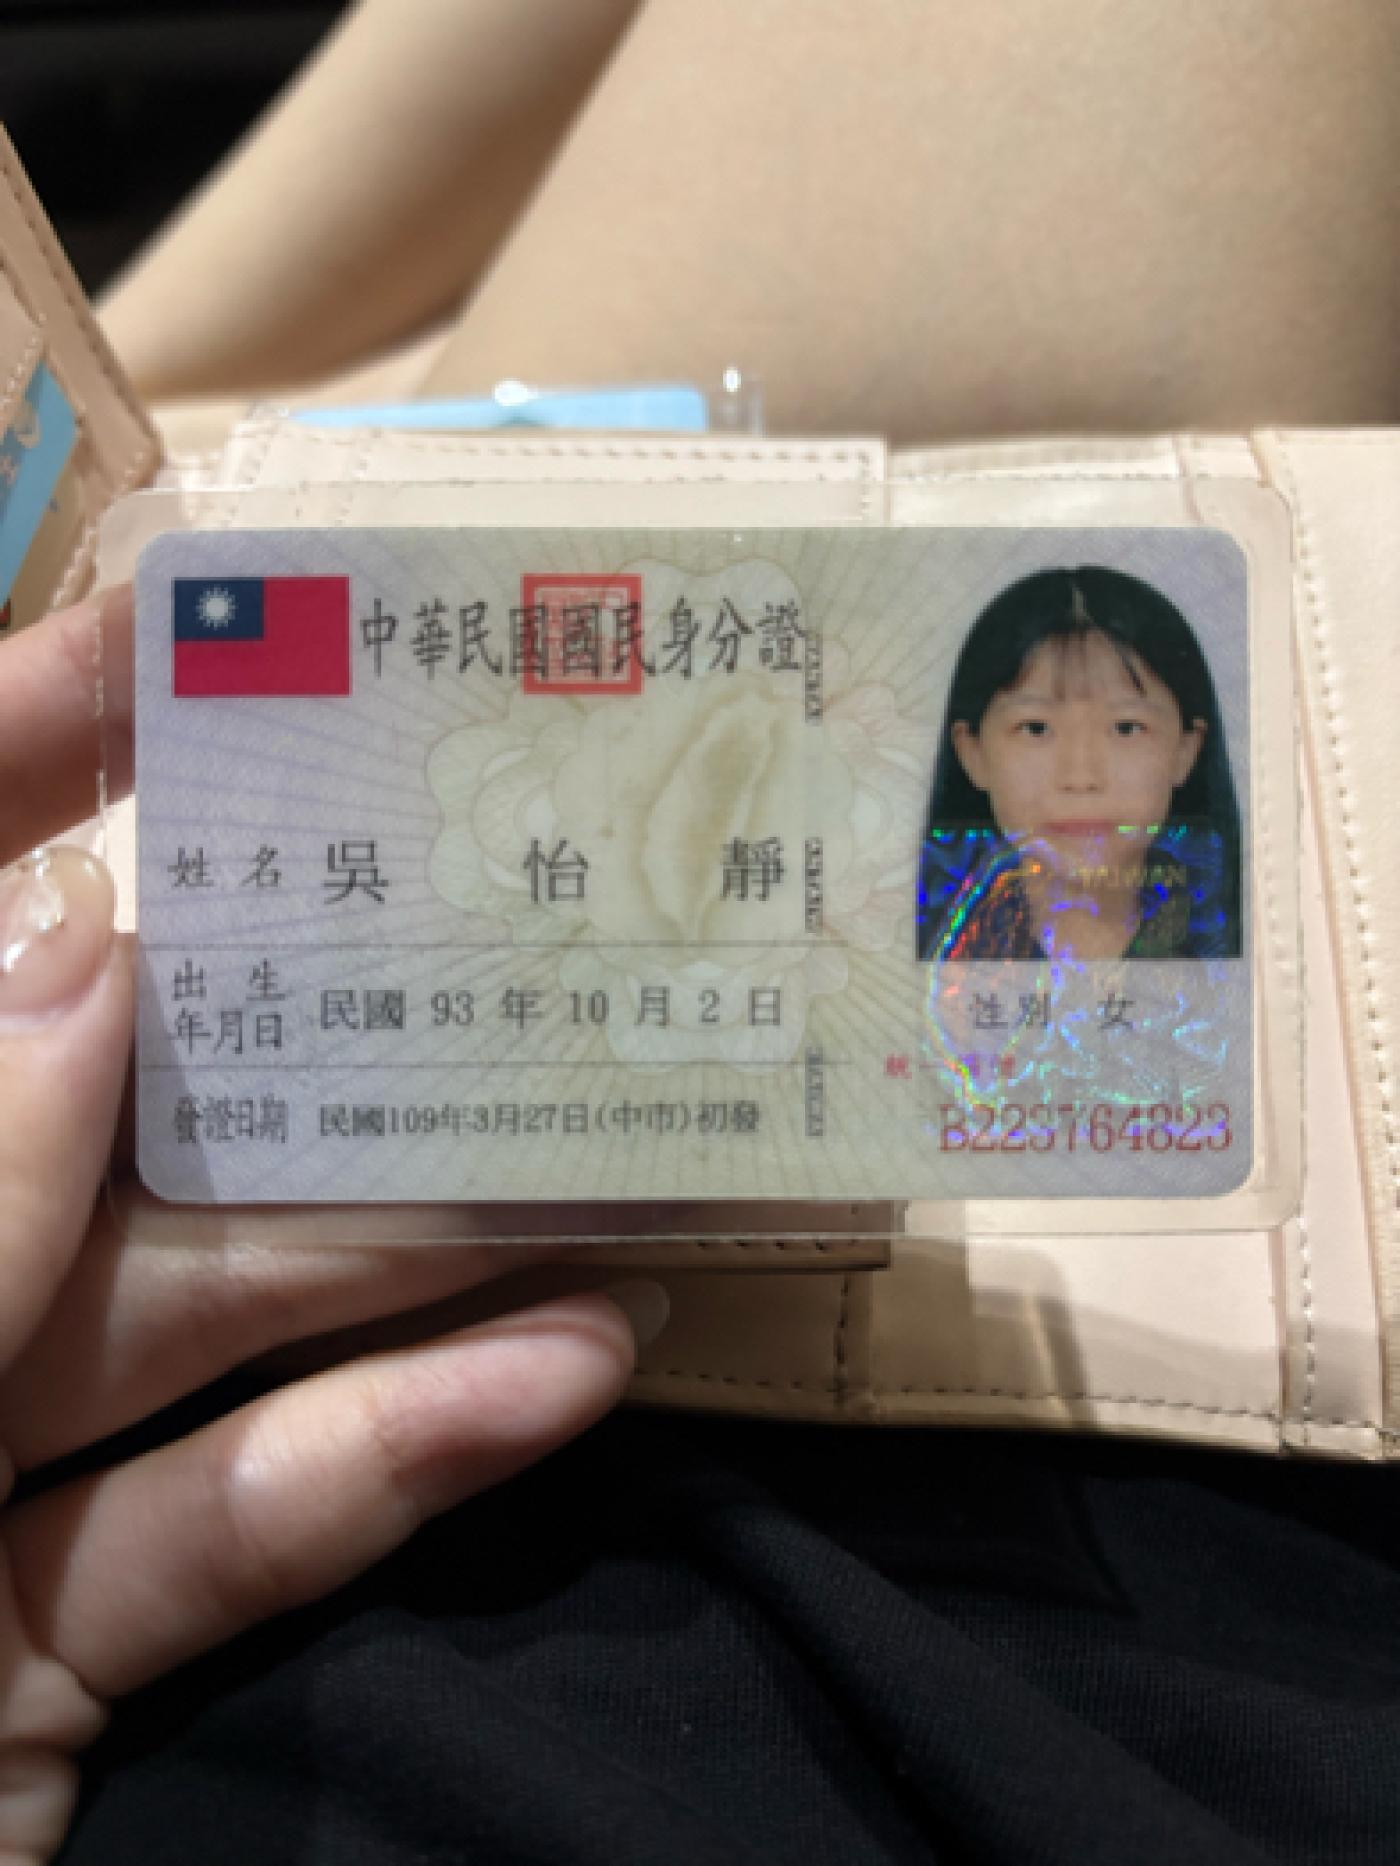 中華民國國民身分證
姓名 吳怡靜
出生年月日 民國 93 年 10 月 2 日
性別 女
發證日期 民國109年3月27日(中市)初發
TAIWAN